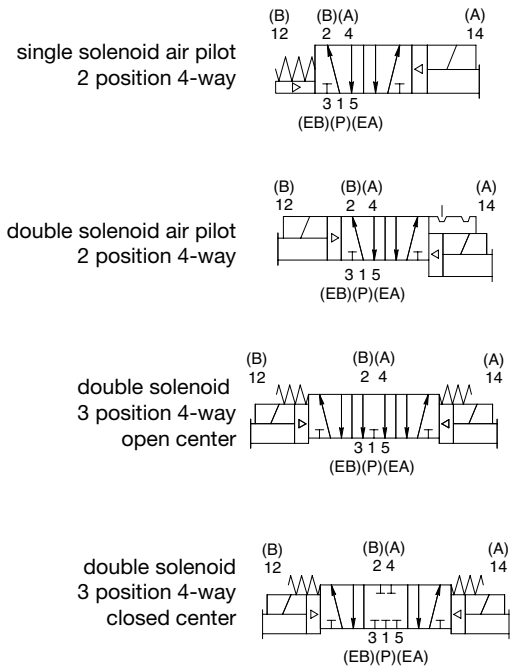 (B) (B)(A) (A)
12 2 4 14
single solenoid air pilot
2 position 4-way
3 1 5
(EB)(P)(EA)
(B) (B)(A) (A)
12 2 4 14
double solenoid air pilot
2 position 4-way
3 1 5
(EB)(P)(EA)
(B) (B)(A) (A)
12 2 4 14
double solenoid
3 position 4-way
open center
3 1 5
(EB)(P)(EA)
(B) (B)(A) (A)
12 2 4 14
double solenoid
3 position 4-way
closed center
3 1 5
(EB)(P)(EA)